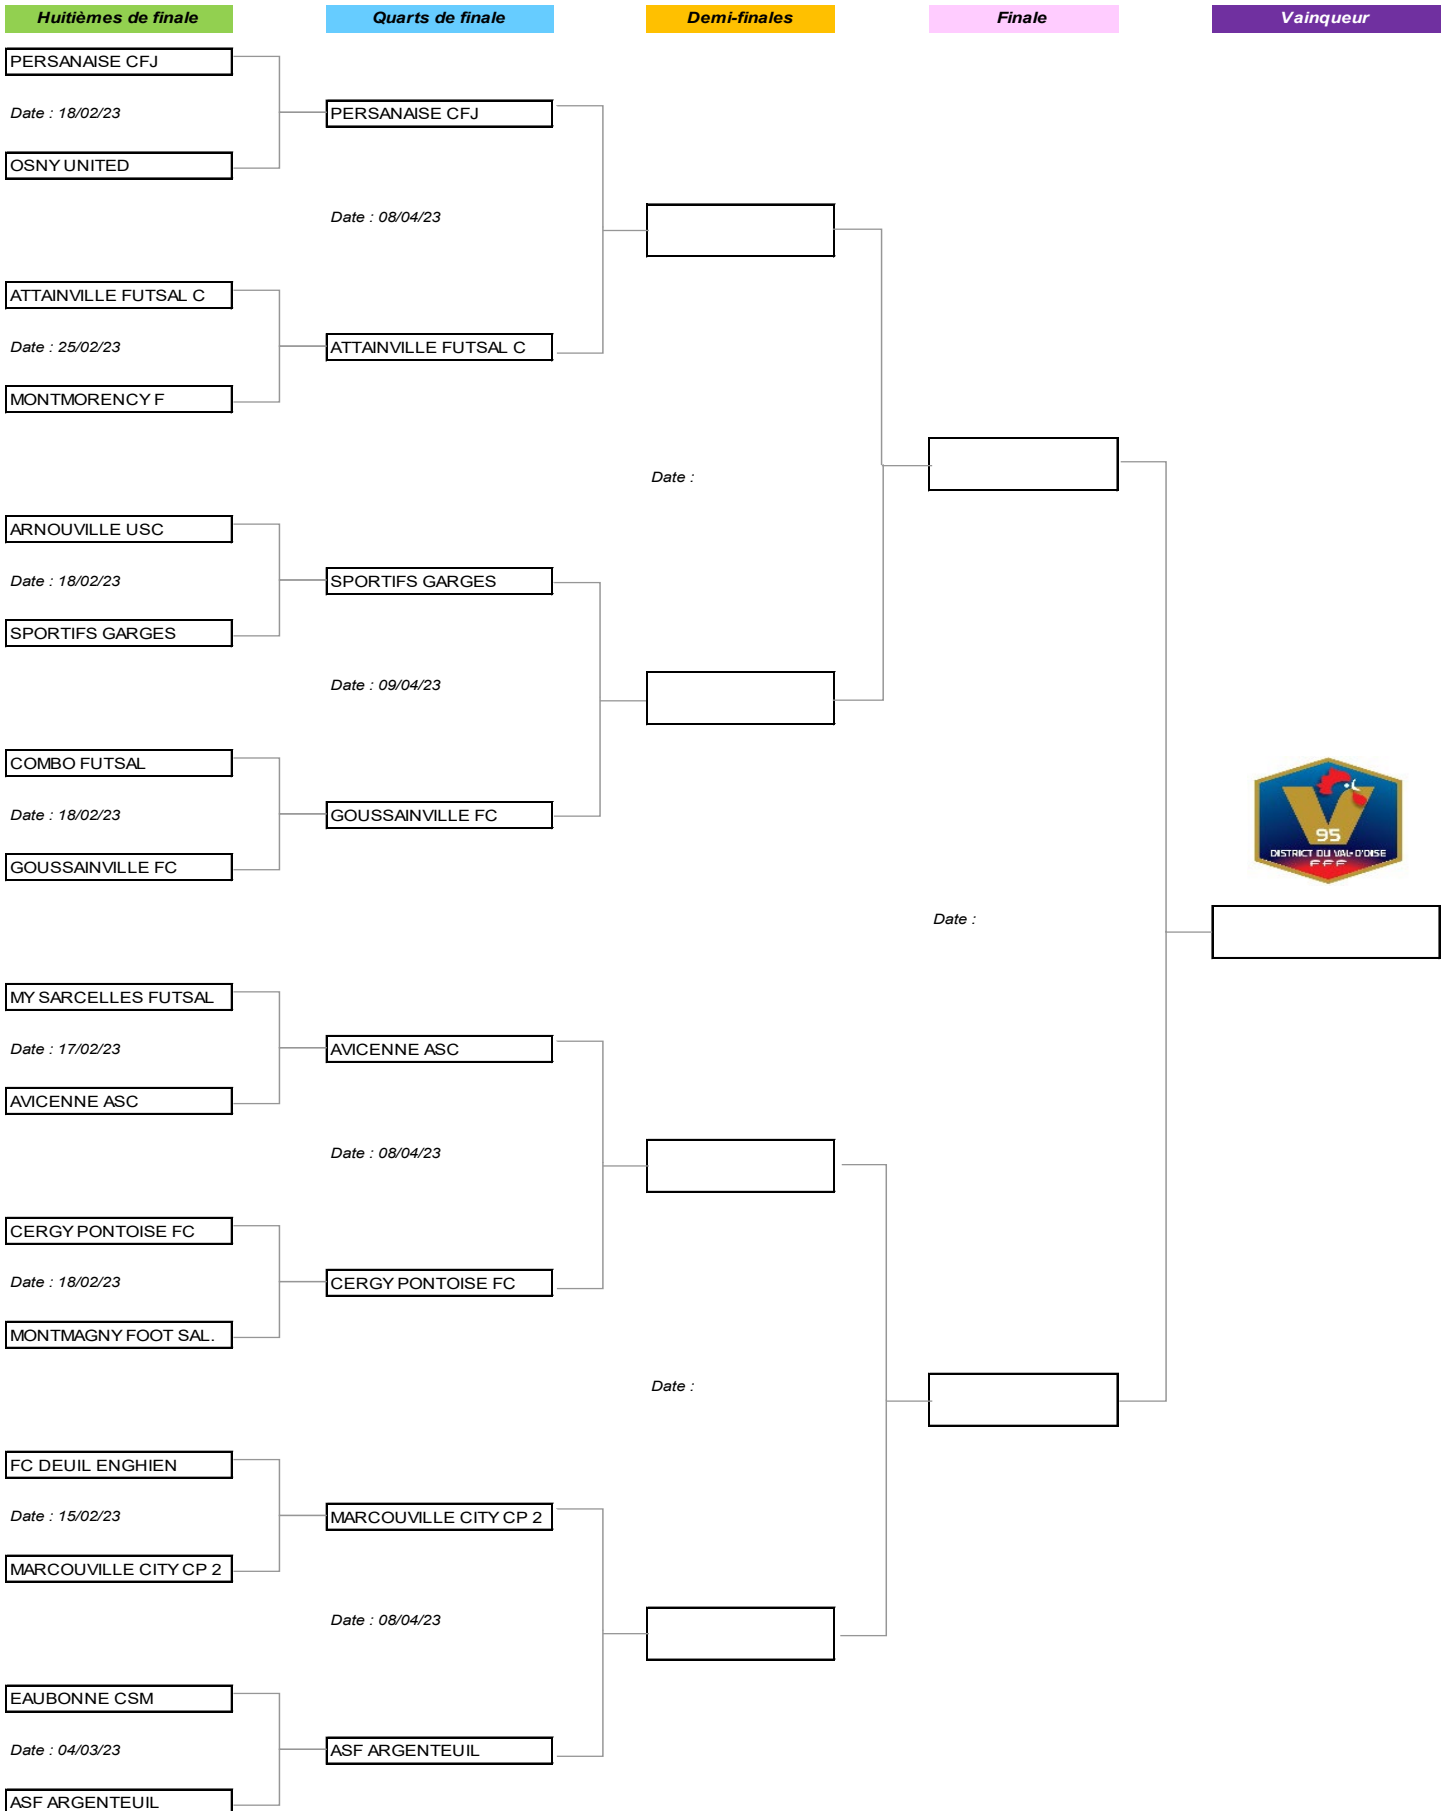 Huitièmes de finale
Quarts de finale
Demi-finales
Finale
Vainqueur
PERSANAISE CFJ
Date : 18/02/23
PERSANAISE CFJ
OSNY UNITED
Date : 08/04/23
ATTAINVILLE FUTSAL C
Date : 25/02/23
ATTAINVILLE FUTSAL C
MONTMORENCY F
Date :
ARNOUVILLE USC
Date : 18/02/23
SPORTIFS GARGES
SPORTIFS GARGES
Date : 09/04/23
COMBO FUTSAL
Date : 18/02/23
GOUSSAINVILLE FC
GOUSSAINVILLE FC
V
95
DISTRICT DU VAL-D'OISE
FFF
Date :
MY SARCELLES FUTSAL
Date : 17/02/23
AVICENNE ASC
AVICENNE ASC
Date : 08/04/23
CERGY PONTOISE FC
Date : 18/02/23
CERGY PONTOISE FC
MONTMAGNY FOOT SAL.
Date :
FC DEUIL ENGHIEN
Date : 15/02/23
MARCOUVILLE CITY CP 2
MARCOUVILLE CITY CP 2
Date : 08/04/23
EAUBONNE CSM
Date : 04/03/23
ASF ARGENTEUIL
ASF ARGENTEUIL